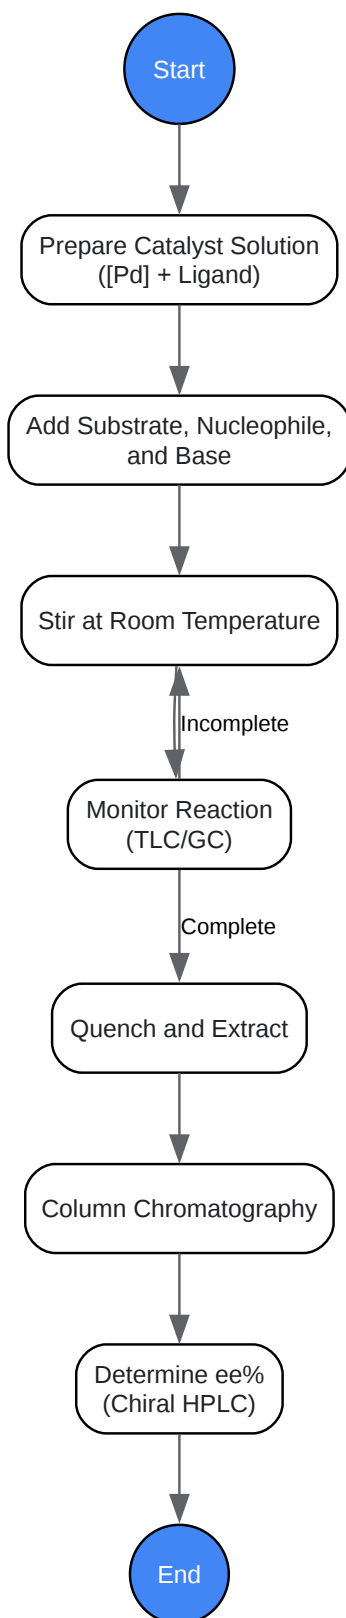 Start
Prepare Catalyst Solution
([Pd] + Ligand)
Add Substrate, Nucleophile,
and Base
Stir at Room Temperature
Incomplete
Monitor Reaction
(TLC/GC)
Complete
Quench and Extract
Column Chromatography
Determine ee%
(Chiral HPLC)
End